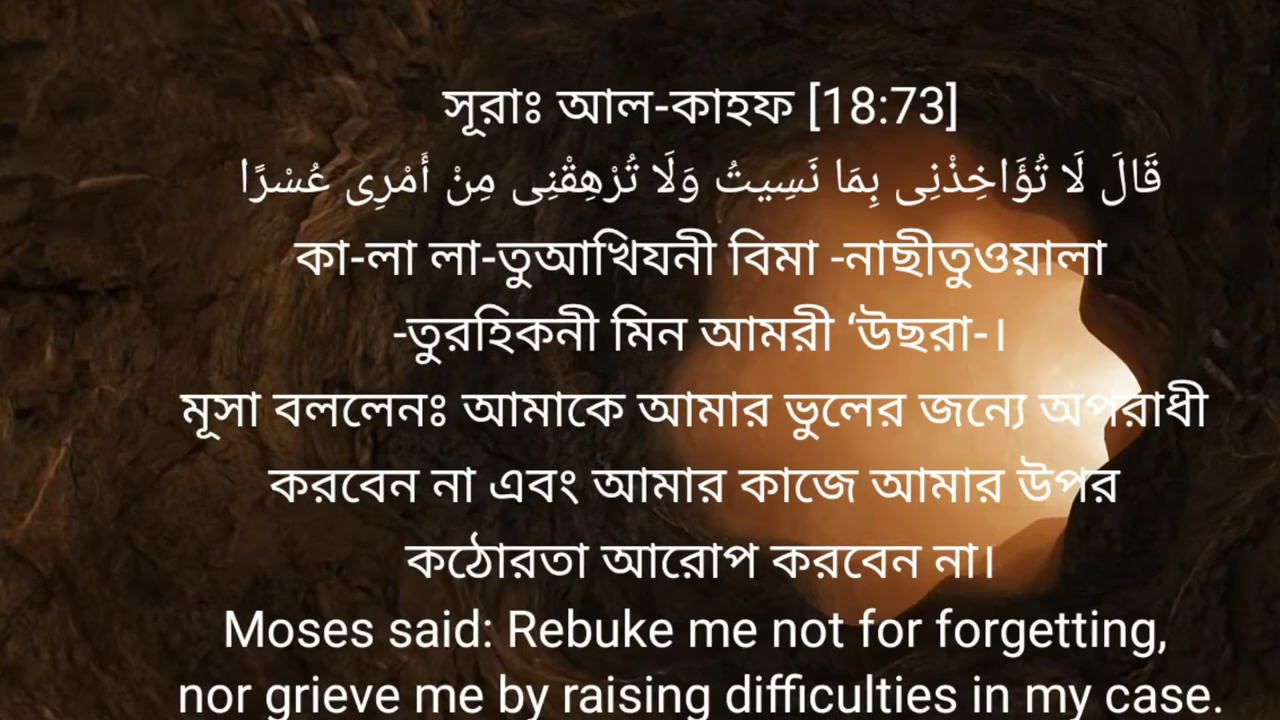 সূরাঃ আল-কাহফ [18:73]
قَالَ لَا تُؤَاخِذْنِى بِمَا نَسِيتُ وَلَا تُرْهِقْنِى مِنْ أَمْرِى عُسْرًا
কা-লা লা-তুআখিযনী বিমা -নাছীতুওয়ালা
-তুরহিকনী মিন আমরী ‘উছরা-।
মূসা বললেনঃ আমাকে আমার ভুলের জন্যে অপরাধী
করবেন না এবং আমার কাজে আমার উপর
কঠোরতা আরোপ করবেন না।
Moses said: Rebuke me not for forgetting,
nor grieve me by raising difficulties in my case.